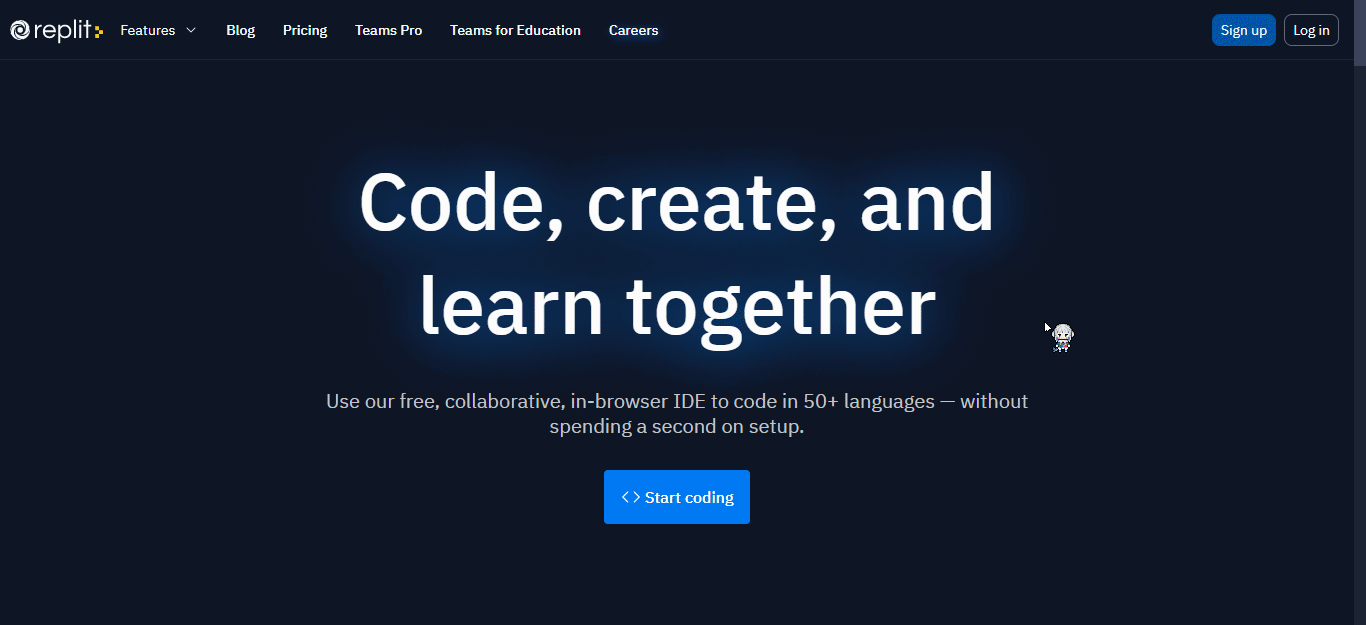 replit Features Blog Pricing Teams Pro Teams for Education Careers Sign up Log in
Code, create, and
learn together
Use our free, collaborative, in-browser IDE to code in 50+ languages — without
spending a second on setup.
<> Start coding